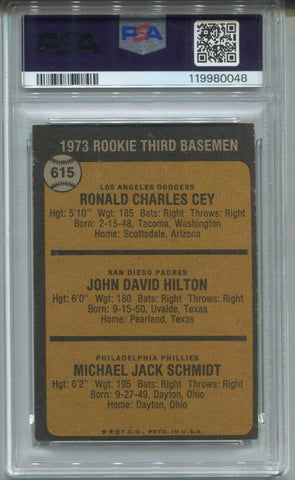 PSA
PSA
PSA
119980048
1973 ROOKIE THIRD BASEMEN
615
LOS ANGELES DODGERS
RONALD CHARLES CEY
Hgt: 5'10" Wgt: 185 Bats: Right Throws: Right
Born: 2-15-48, Tacoma, Washington
Home: Scottsdale, Arizona
SAN DIEGO PADRES
JOHN DAVID HILTON
Hgt: 6'0" Wgt: 180 Bats: Right Throws: Right
Born: 9-15-50, Uvalde, Texas
Home: Pearland, Texas
PHILADELPHIA PHILLIES
MICHAEL JACK SCHMIDT
Hgt: 6'2" Wgt: 195 Bats: Right Throws: Right
Born: 9-27-49, Dayton, Ohio
Home: Dayton, Ohio
**©T.C.G. PRTD. IN U.S.A.